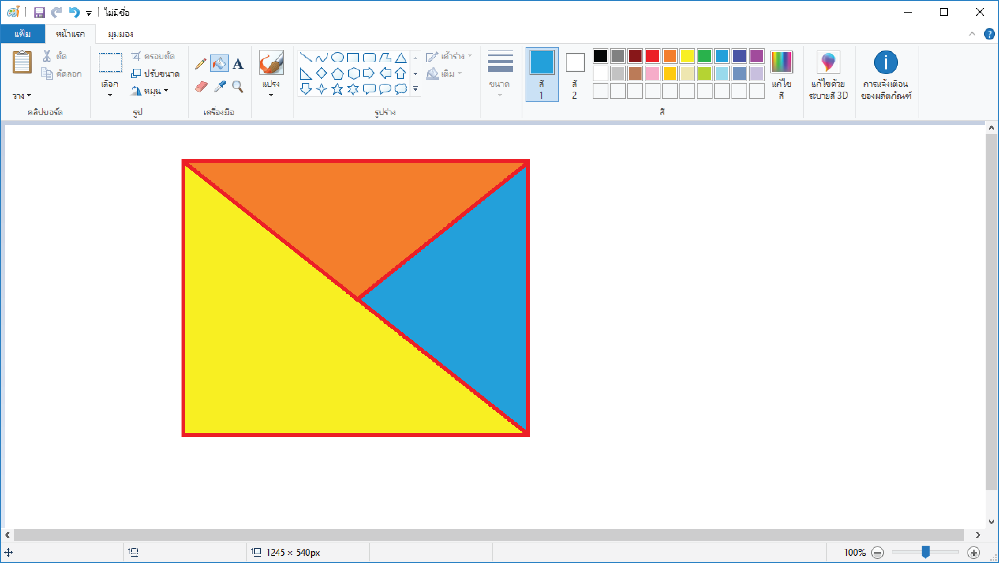 ไม่มีชื่อ
แฟ้ม หน้าแรก มุมมอง
วาง
ตัด
คัดลอก
คลิปบอร์ด
เลือก
ครอบตัด
ปรับขนาด
หมุน
รูป
A
เครื่องมือ
แปรง
เค้าร่าง
เติม
รูปร่าง
ขนาด
สี
1
สี
2
แก้ไข
สี
สี
แก้ไขด้วย
ระบายสี 3D
การแจ้งเตือน
ของผลิตภัณฑ์
1245 × 540px
100%